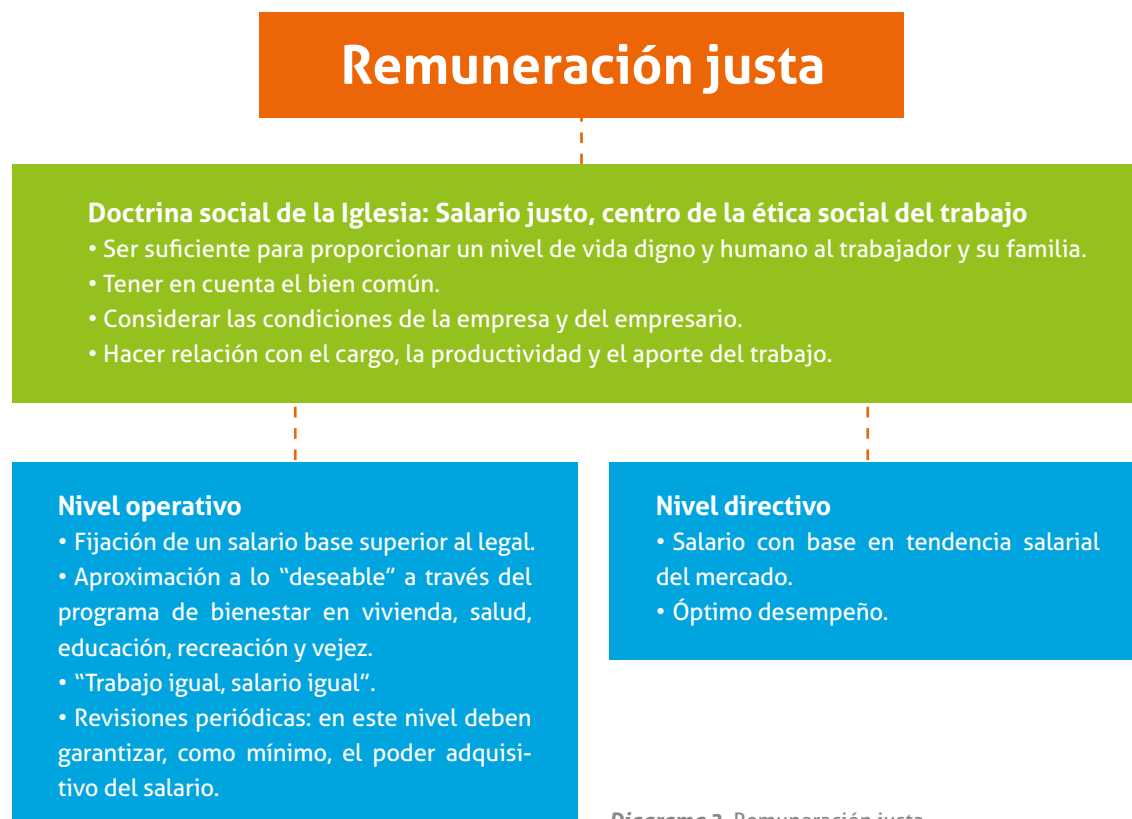 Remuneración justa
Doctrina social de la Iglesia: Salario justo, centro de la ética social del trabajo
• Ser suficiente para proporcionar un nivel de vida digno y humano al trabajador y su familia.
• Tener en cuenta el bien común.
• Considerar las condiciones de la empresa y del empresario.
• Hacer relación con el cargo, la productividad y el aporte del trabajo.
Nivel operativo
• Fijación de un salario base superior al legal.
• Aproximación a lo “deseable” a través del
programa de bienestar en vivienda, salud,
educación, recreación y vejez.
• “Trabajo igual, salario igual”.
• Revisiones periódicas: en este nivel deben
garantizar, como mínimo, el poder adquisi-
tivo del salario.
Nivel directivo
• Salario con base en tendencia salarial
del mercado.
• Óptimo desempeño.
Remuneración justa